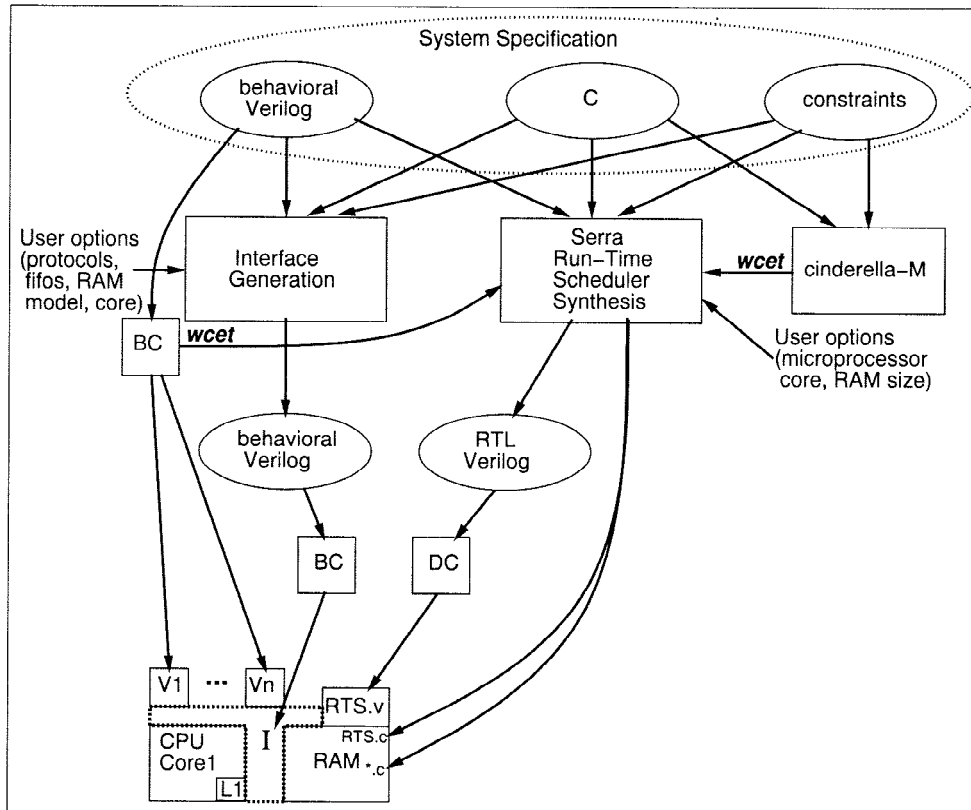 System Specification
behavioral
Verilog
C
constraints
User options
(protocols,
fifos, RAM
model, core)
Interface
Generation
Serra
Run-Time
Scheduler
Synthesis
wcet
cinderella-M
BC
wcet
User options
(microprocessor
core, RAM size)
behavioral
Verilog
RTL
Verilog
BC
DC
V1
...
Vn
RTS.v
I
RTS.c
CPU
Core1
RAM
*.c
L1